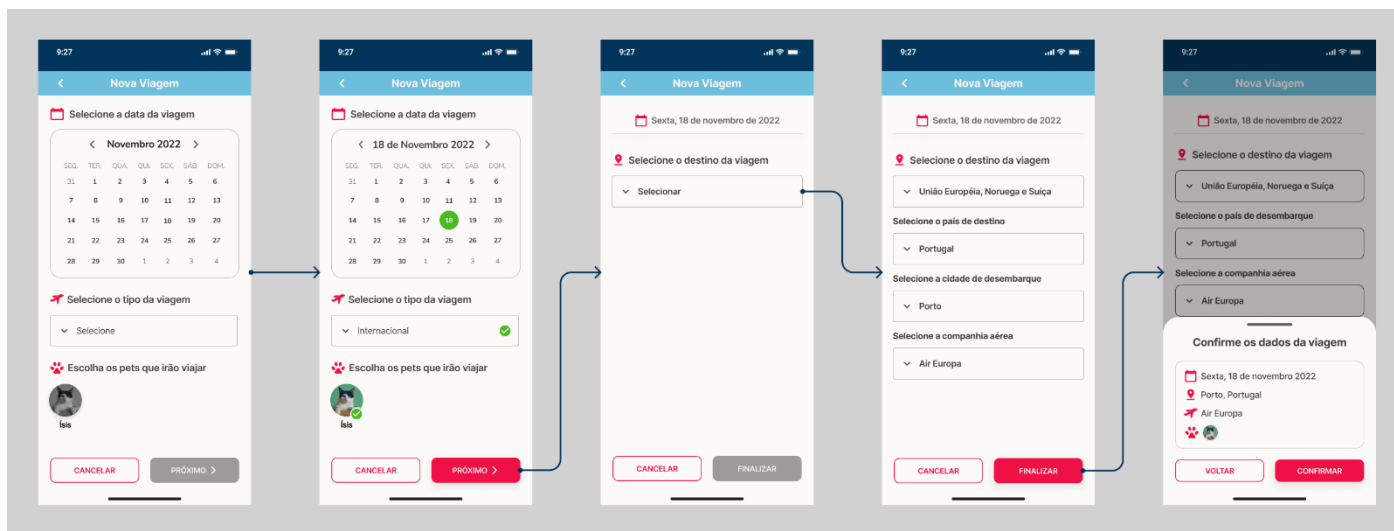 9:27
Nova Viagem
Selecione a data da viagem
Novembro 2022
SEG. TER. QUA. QUI. SEX. SÁB. DOM.
31 1 2 3 4 5 6
7 8 9 10 11 12 13
14 15 16 17 18 19 20
21 22 23 24 25 26 27
28 29 30 1 2 3 4
Selecione o tipo da viagem
Selecione
Escolha os pets que irão viajar
Ísis
CANCELAR PRÓXIMO
9:27
Nova Viagem
Selecione a data da viagem
18 de Novembro 2022
SEG. TER. QUA. QUI. SEX. SÁB. DOM.
31 1 2 3 4 5 6
7 8 9 10 11 12 13
14 15 16 17 18 19 20
21 22 23 24 25 26 27
28 29 30 1 2 3 4
Selecione o tipo da viagem
Internacional
Escolha os pets que irão viajar
Ísis
CANCELAR PRÓXIMO
9:27
Nova Viagem
Sexta, 18 de novembro de 2022
Selecione o destino da viagem
Selecionar
CANCELAR FINALIZAR
9:27
Nova Viagem
Sexta, 18 de novembro de 2022
Selecione o destino da viagem
União Européia, Noruega e Suíça
Selecione o país de destino
Portugal
Selecione a cidade de desembarque
Porto
Selecione a companhia aérea
Air Europa
CANCELAR FINALIZAR
9:27
Nova Viagem
Sexta, 18 de novembro de 2022
Selecione o destino da viagem
União Européia, Noruega e Suíça
Selecione o país de desembarque
Portugal
Selecione a companhia aérea
Air Europa
Confirme os dados da viagem
Sexta, 18 de novembro 2022
Porto, Portugal
Air Europa
VOLTAR CONFIRMAR